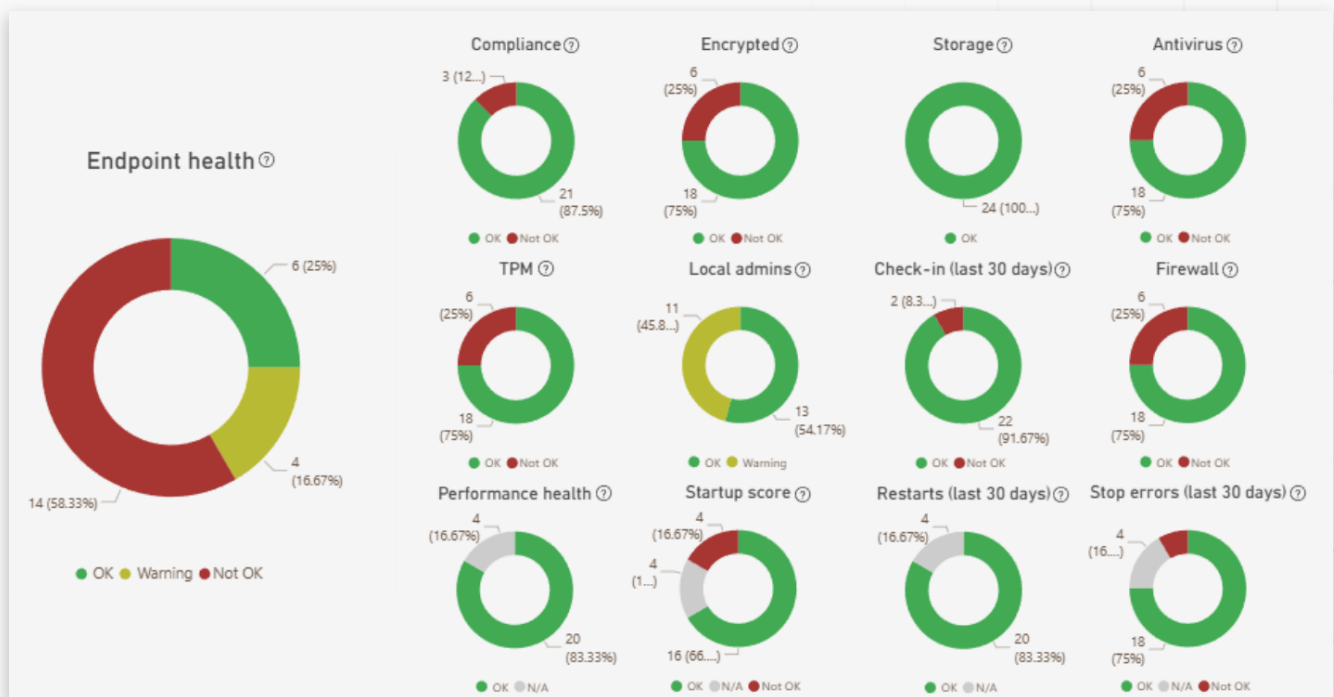 Endpoint health
6 (25%)
4
(16.67%)
14 (58.33%)
OK Warning Not OK
Compliance
3 (12...)
21
(87.5%)
OK Not OK
Encrypted
6
(25%)
18
(75%)
OK Not OK
Storage
24 (100...)
OK
Antivirus
6
(25%)
18
(75%)
OK Not OK
TPM
6
(25%)
18
(75%)
OK Not OK
Local admins
11
(45.8...)
13
(54.17%)
OK Warning
Check-in (last 30 days)
2 (8.3...)
22
(91.67%)
OK Not OK
Firewall
6
(25%)
18
(75%)
OK Not OK
Performance health
4
(16.67%)
20
(83.33%)
OK N/A
Startup score
4
(16.67%)
4
(1...)
16 (66....)
OK N/A Not OK
Restarts (last 30 days)
4
(16.67%)
20
(83.33%)
OK N/A
Stop errors (last 30 days)
4
(16....)
18
(75%)
OK N/A Not OK